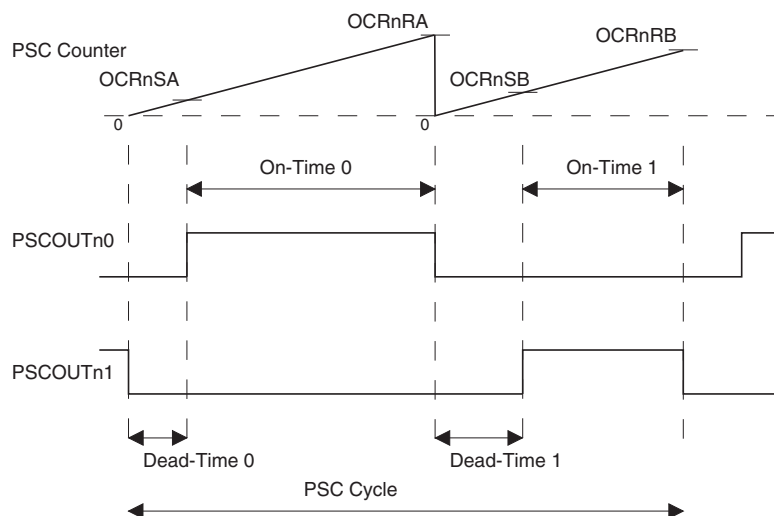 OCRnRA
PSC Counter
OCRnRB
OCRnSA
OCRnSB
0
0
On-Time 0
On-Time 1
PSCOUTn0
PSCOUTn1
Dead-Time 0
Dead-Time 1
PSC Cycle